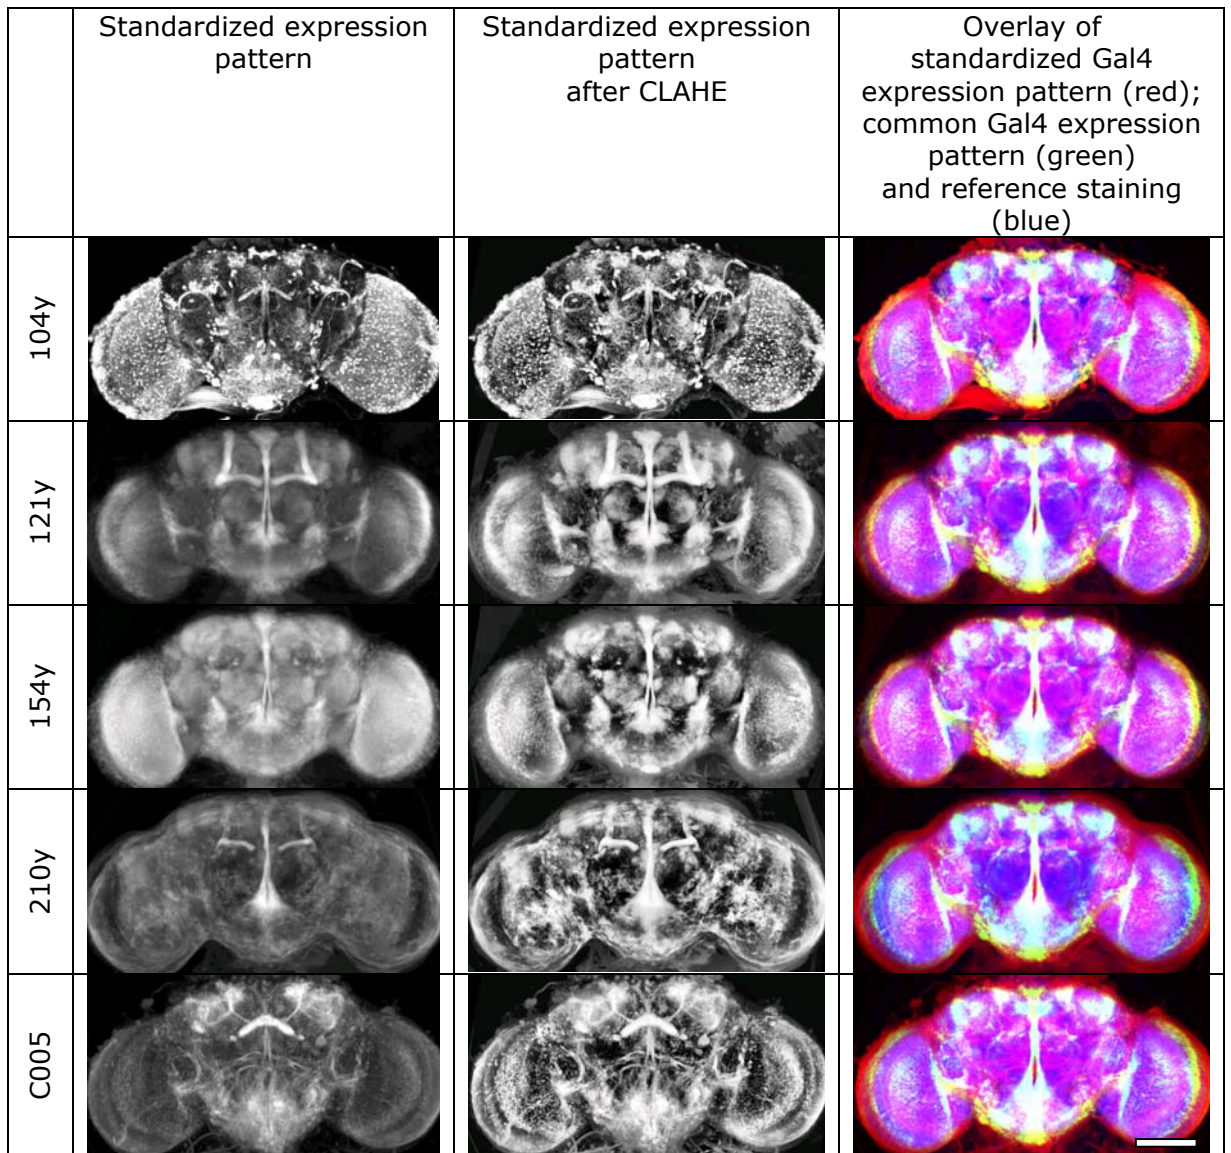 Standardized expression
pattern
Standardized expression
pattern
after CLAHE
Overlay of
standardized Gal4
expression pattern (red);
common Gal4 expression
pattern (green)
and reference staining
(blue)
104y
121y
154y
210y
C005